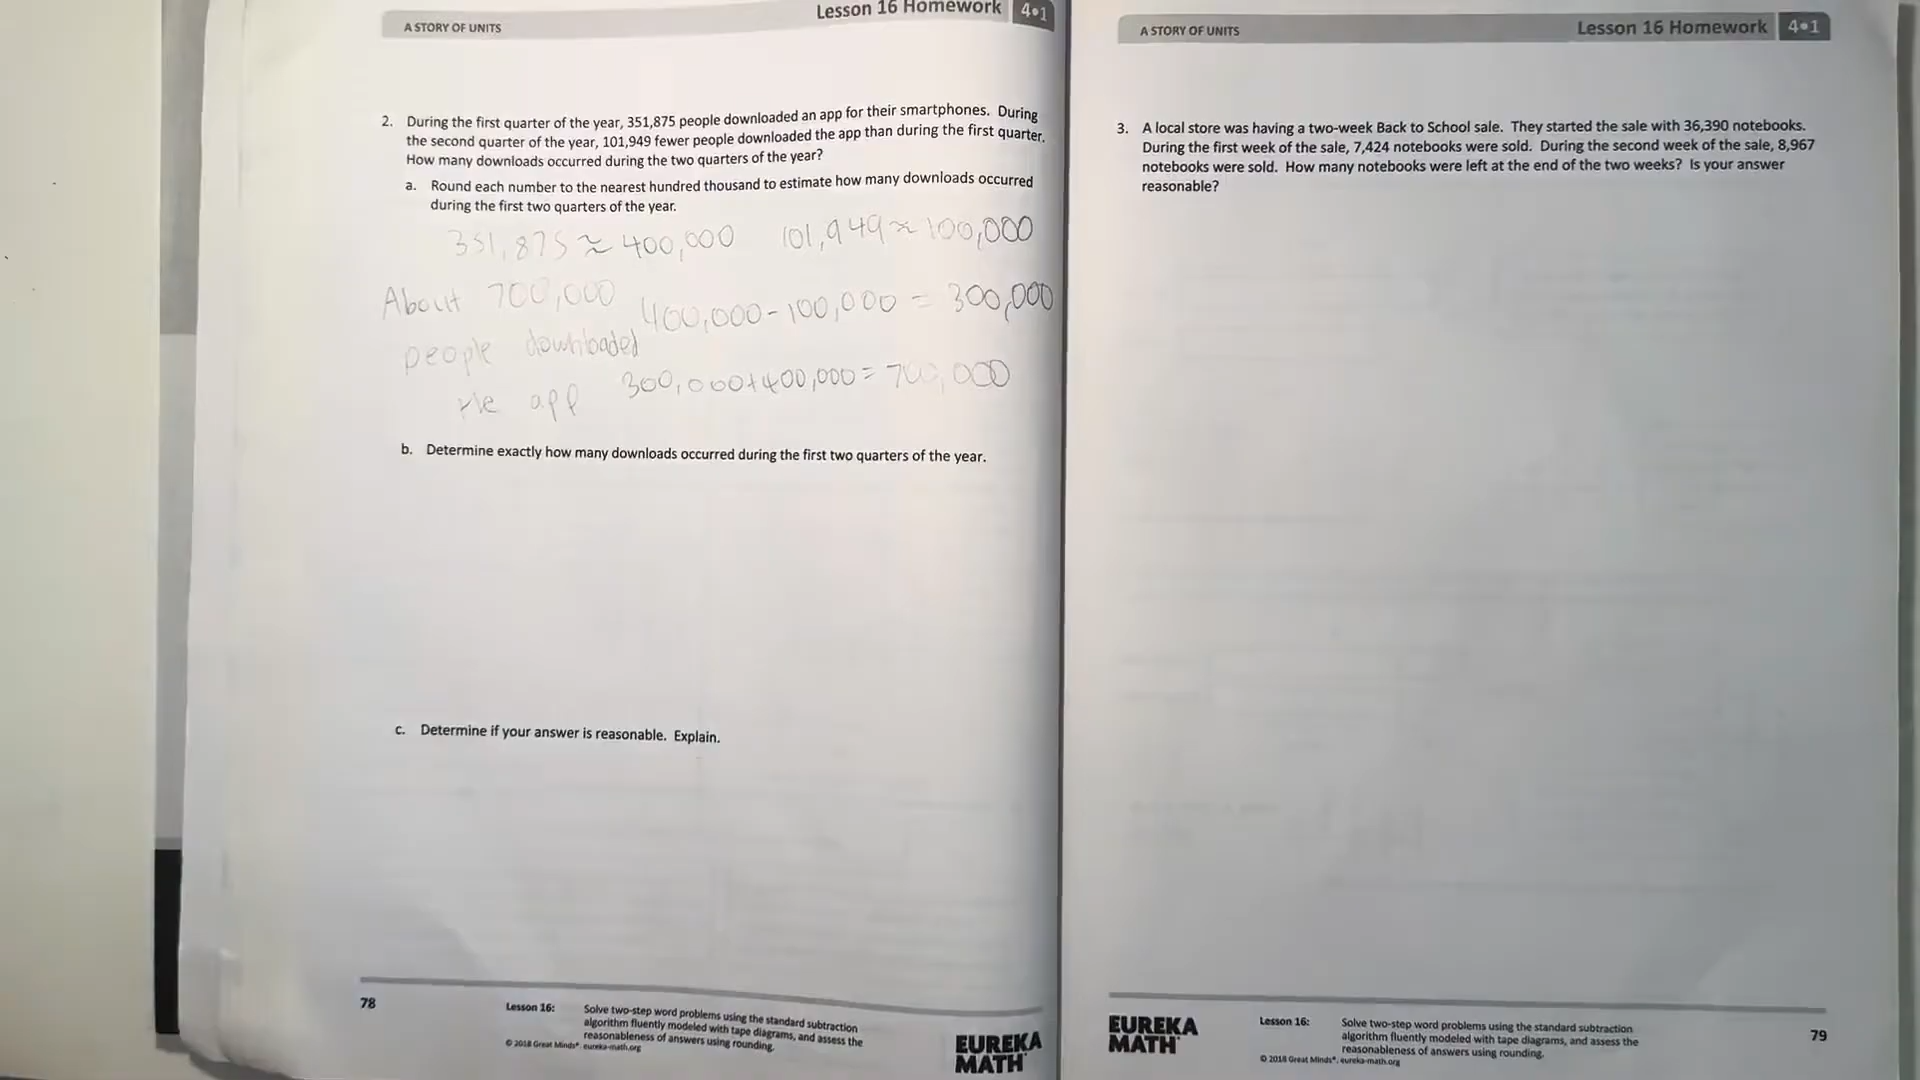 A STORY OF UNITS
Lesson 16 Homework 4•1
2. During the first quarter of the year, 351,875 people downloaded an app for their smartphones. During
the second quarter of the year, 101,949 fewer people downloaded the app than during the first quarter.
How many downloads occurred during the two quarters of the year?
a. Round each number to the nearest hundred thousand to estimate how many downloads occurred
during the first two quarters of the year.
351,875 ≈ 400,000 101,949 ≈ 100,000
About 700,000
400,000 - 100,000 = 300,000
people downloaded
300,000 + 400,000 = 700,000
the app
b. Determine exactly how many downloads occurred during the first two quarters of the year.
c. Determine if your answer is reasonable. Explain.
78
Lesson 16: Solve two-step word problems using the standard subtraction
algorithm fluently modeled with tape diagrams, and assess the
reasonableness of answers using rounding.
© 2018 Great Minds®. eureka-math.org
EUREKA
MATH
A STORY OF UNITS
Lesson 16 Homework 4•1
3. A local store was having a two-week Back to School sale. They started the sale with 36,390 notebooks.
During the first week of the sale, 7,424 notebooks were sold. During the second week of the sale, 8,967
notebooks were sold. How many notebooks were left at the end of the two weeks? Is your answer
reasonable?
EUREKA
MATH
Lesson 16: Solve two-step word problems using the standard subtraction
algorithm fluently modeled with tape diagrams, and assess the
reasonableness of answers using rounding.
© 2018 Great Minds®. eureka-math.org
79